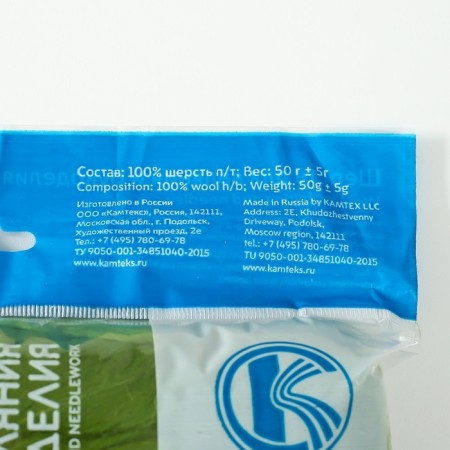 Состав: 100% шерсть п/т; Вес: 50 г ± 5г
Composition: 100% wool h/b; Weight: 50g ± 5g
Изготовлено в России
ООО «Камтекс», Россия, 142111,
Московская обл., г. Подольск,
Художественный проезд, 2е
Тел.: +7 (495) 780-69-78
ТУ 9050-001-34851040-2015
www.kamteks.ru
Made in Russia by KAMTEX LLC
Address: 2E, Khudozhestvenny
Driveway, Podolsk,
Moscow region, 142111
tel.: +7 (495) 780-69-78
TU 9050-001-34851040-2015
www.kamteks.ru
ДЕЛИЯ
NEEDLEWORK